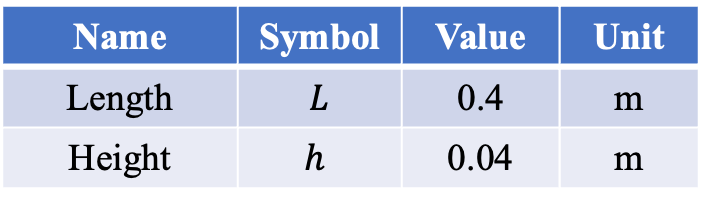 Name Symbol Value Unit
Length L 0.4 m
Height h 0.04 m